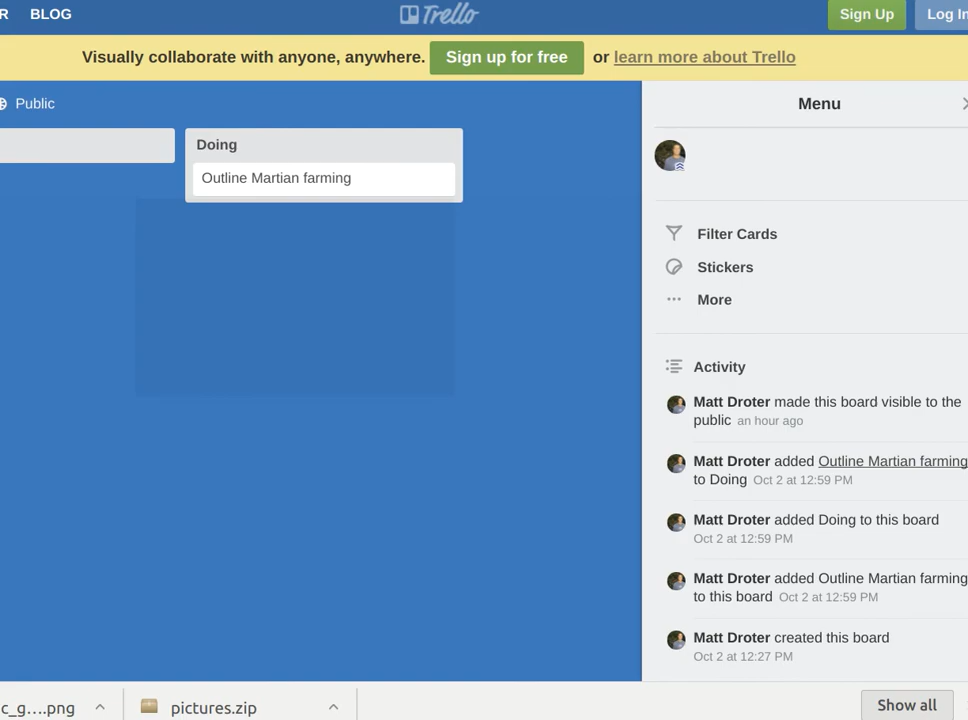 R BLOG Trello Sign Up Log In
Visually collaborate with anyone, anywhere. Sign up for free or learn more about Trello
Public
Menu
Doing
Outline Martian farming
Filter Cards
Stickers
More
Activity
Matt Droter made this board visible to the
public an hour ago
Matt Droter added Outline Martian farming
to Doing Oct 2 at 12:59 PM
Matt Droter added Doing to this board
Oct 2 at 12:59 PM
Matt Droter added Outline Martian farming
to this board Oct 2 at 12:59 PM
Matt Droter created this board
Oct 2 at 12:27 PM
c_g....png pictures.zip Show all